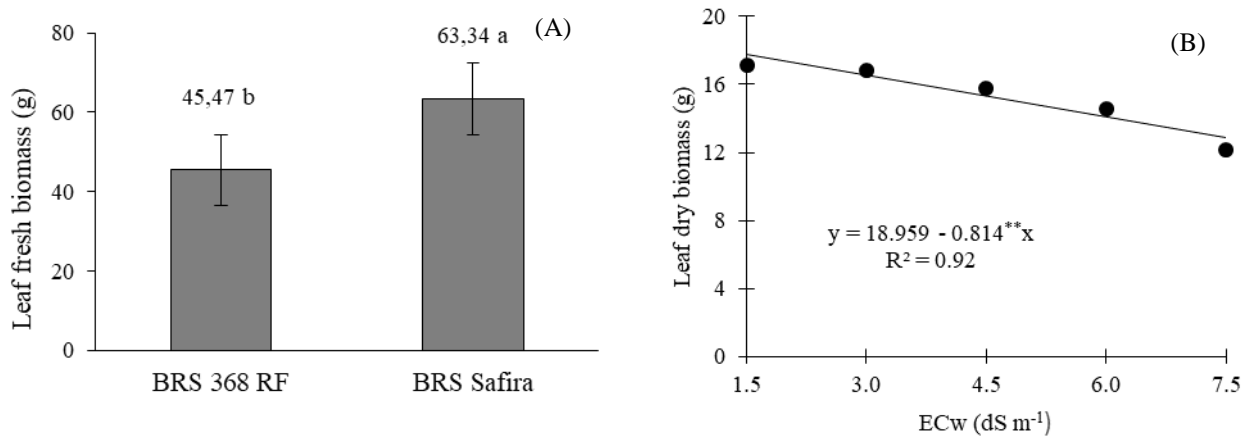 (A)
Leaf fresh biomass (g)
80
60
40
20
0
45,47 b
63,34 a
BRS 368 RF
BRS Safira
(B)
Leaf dry biomass (g)
20
16
12
8
4
0
y = 18.959 - 0.814**x
R² = 0.92
1.5
3.0
4.5
6.0
7.5
ECw (dS m⁻¹)